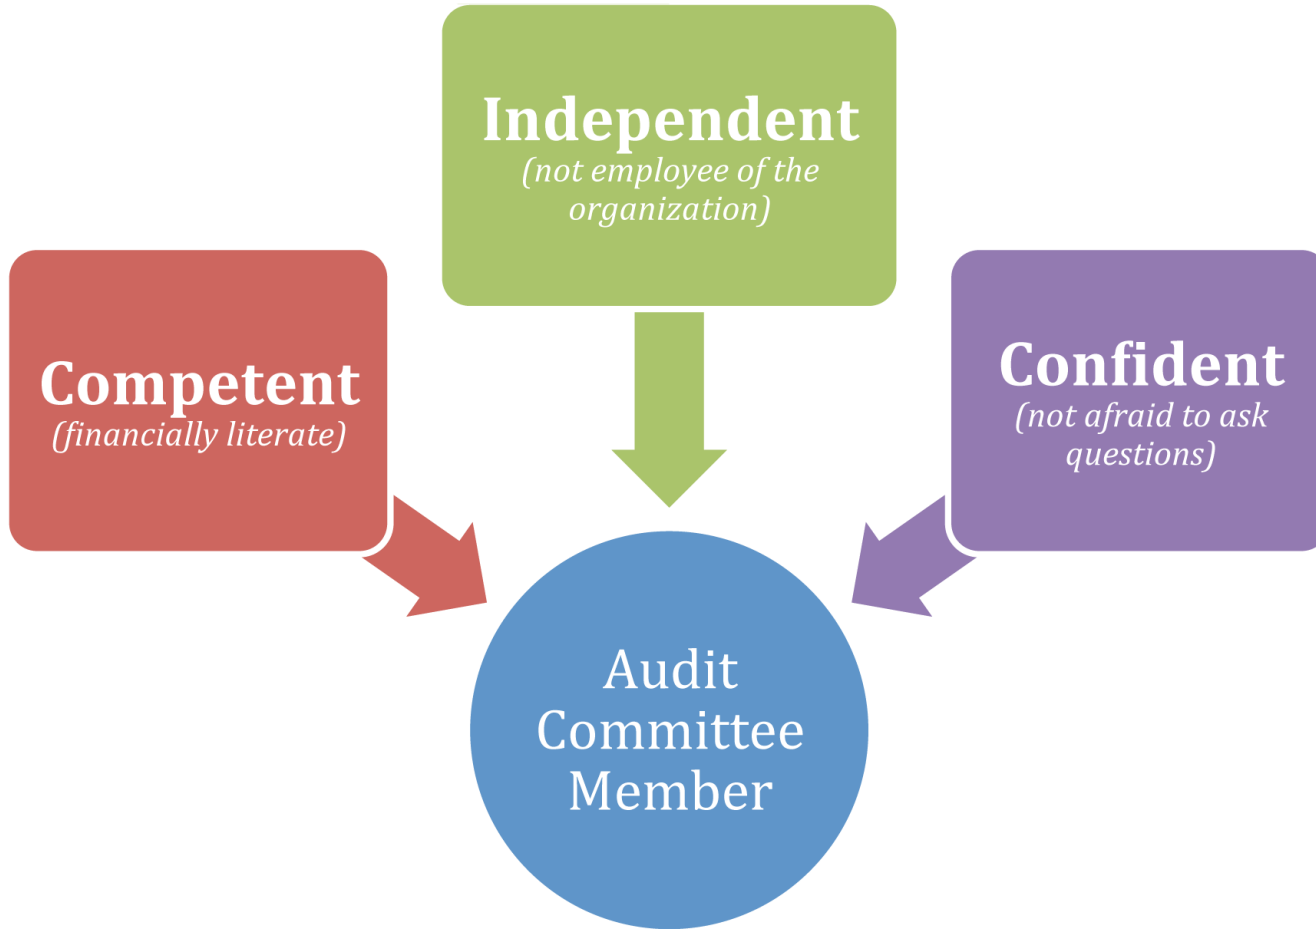 Independent
(not employee of the
organization)
Competent
(financially literate)
Confident
(not afraid to ask
questions)
Audit
Committee
Member